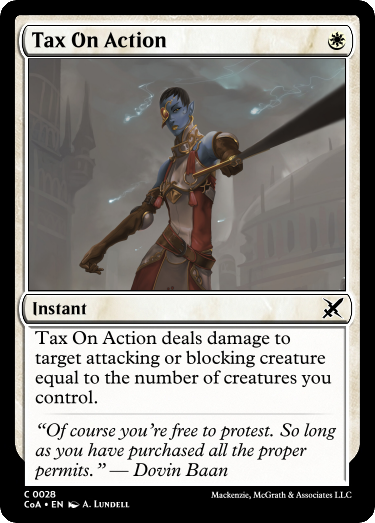 Tax On Action
Instant
Tax On Action deals damage to
target attacking or blocking creature
equal to the number of creatures you
control.
“Of course you’re free to protest. So long
as you have purchased all the proper
permits.” — Dovin Baan
C 0028
CoA • EN A. Lundell
Mackenzie, McGrath & Associates LLC